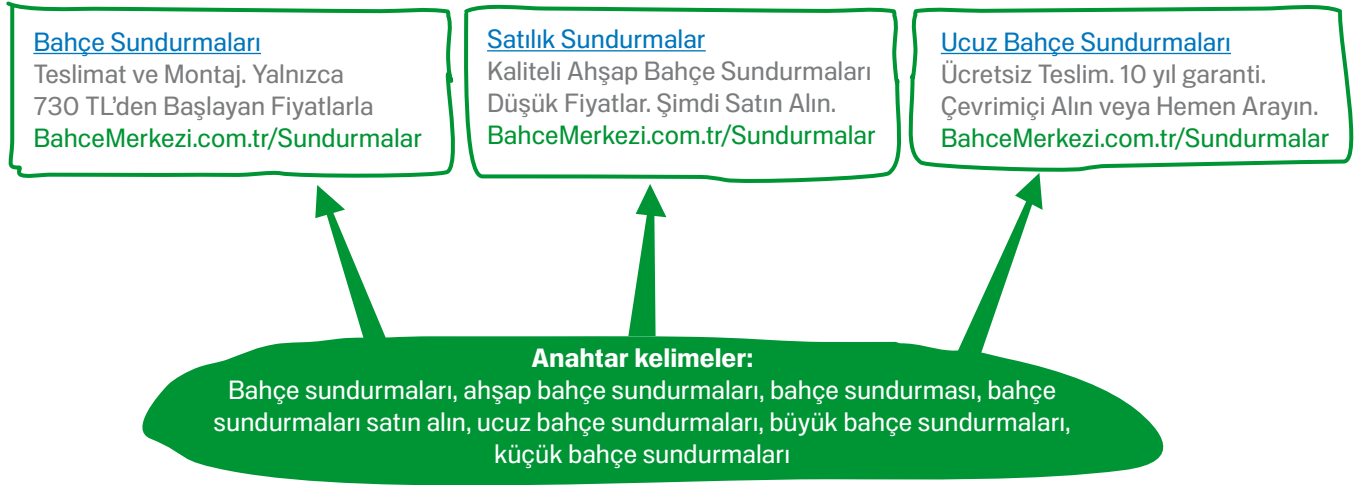 Bahçe Sundurmaları
Teslimat ve Montaj. Yalnızca
730 TL'den Başlayan Fiyatlarla
BahceMerkezi.com.tr/Sundurmalar
Satılık Sundurmalar
Kaliteli Ahşap Bahçe Sundurmaları
Düşük Fiyatlar. Şimdi Satın Alın.
BahceMerkezi.com.tr/Sundurmalar
Ucuz Bahçe Sundurmaları
Ücretsiz Teslim. 10 yıl garanti.
Çevrimiçi Alın veya Hemen Arayın.
BahceMerkezi.com.tr/Sundurmalar
Anahtar kelimeler:
Bahçe sundurmaları, ahşap bahçe sundurmaları, bahçe sundurması, bahçe
sundurmaları satın alın, ucuz bahçe sundurmaları, büyük bahçe sundurmaları,
küçük bahçe sundurmaları